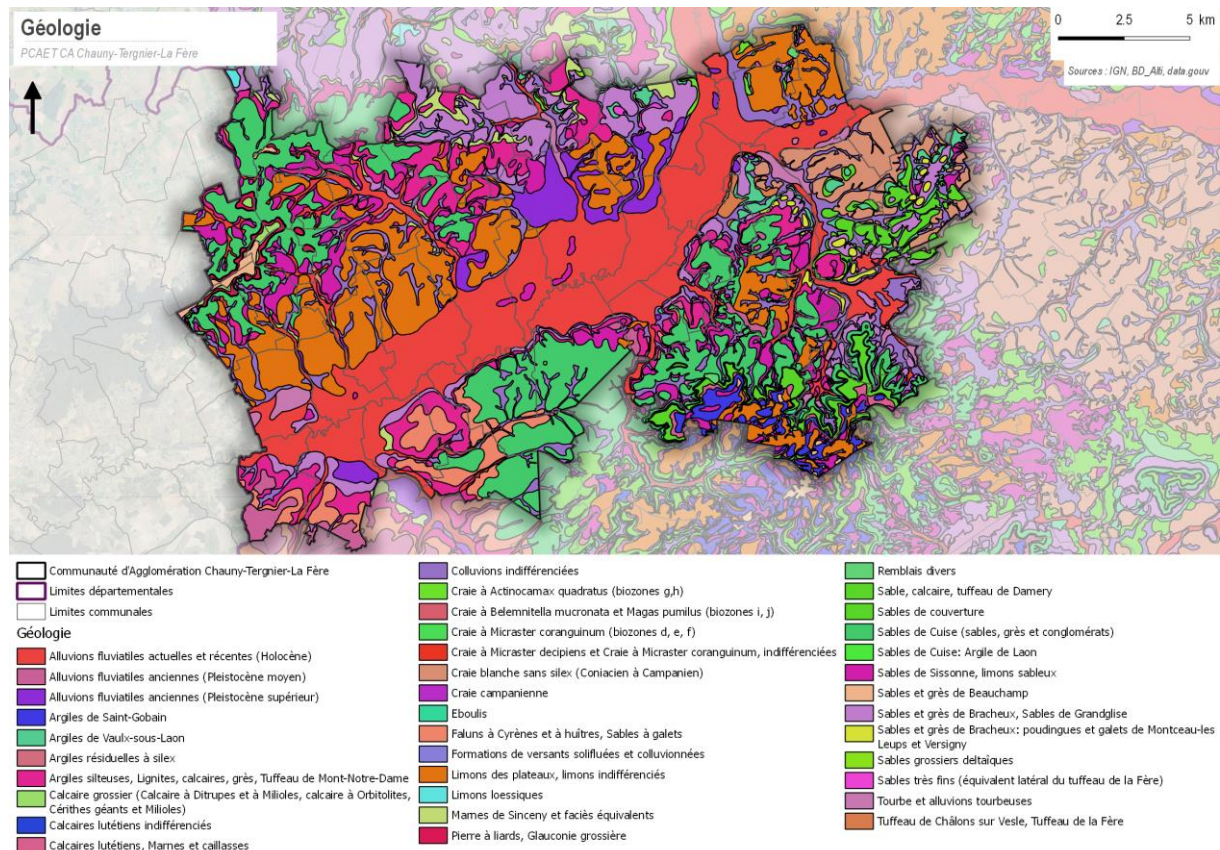 Géologie
PCAET CA Chauny-Tergnier-La Fère
0 2.5 5 km
Sources : IGN, BD_Alti, data.gouv
Communauté d'Agglomération Chauny-Tergnier-La Fère
Limites départementales
Limites communales
Géologie
Alluvions fluviatiles actuelles et récentes (Holocène)
Alluvions fluviatiles anciennes (Pleistocène moyen)
Alluvions fluviatiles anciennes (Pleistocène supérieur)
Argiles de Saint-Gobain
Argiles de Vaulx-sous-Laon
Argiles résiduelles à silex
Argiles silteuses, Lignites, calcaires, grès, Tuffeau de Mont-Notre-Dame
Calcaire grossier (Calcaire à Ditrupes et à Milioles, calcaire à Orbitolites,
Cérithes géants et Milioles)
Calcaires lutétiens indifférenciés
Calcaires lutétiens, Marnes et caillasses
Colluvions indifférenciées
Craie à Actinocamax quadratus (biozones g,h)
Craie à Belemnitella mucronata et Magas pumilus (biozones i, j)
Craie à Micraster coranguinum (biozones d, e, f)
Craie à Micraster decipiens et Craie à Micraster coranguinum, indifférenciées
Craie blanche sans silex (Coniacien à Campanien)
Craie campanienne
Eboulis
Faluns à Cyrènes et à huîtres, Sables à galets
Formations de versants soliflluées et colluvionnées
Limons des plateaux, limons indifférenciés
Limons loessiques
Marnes de Sinceny et faciès équivalents
Pierre à liards, Glauconie grossière
Remblais divers
Sable, calcaire, tuffeau de Damery
Sables de couverture
Sables de Cuise (sables, grès et conglomérats)
Sables de Cuise: Argile de Laon
Sables de Sissonne, limons sableux
Sables et grès de Beauchamp
Sables et grès de Bracheux, Sables de Grandglise
Sables et grès de Bracheux: poudingues et galets de Montceau-les
Leups et Versigny
Sables grossiers deltaïques
Sables très fins (équivalent latéral du tuffeau de la Fère)
Tourbe et alluvions tourbeuses
Tuffeau de Châlons sur Vesle, Tuffeau de la Fère